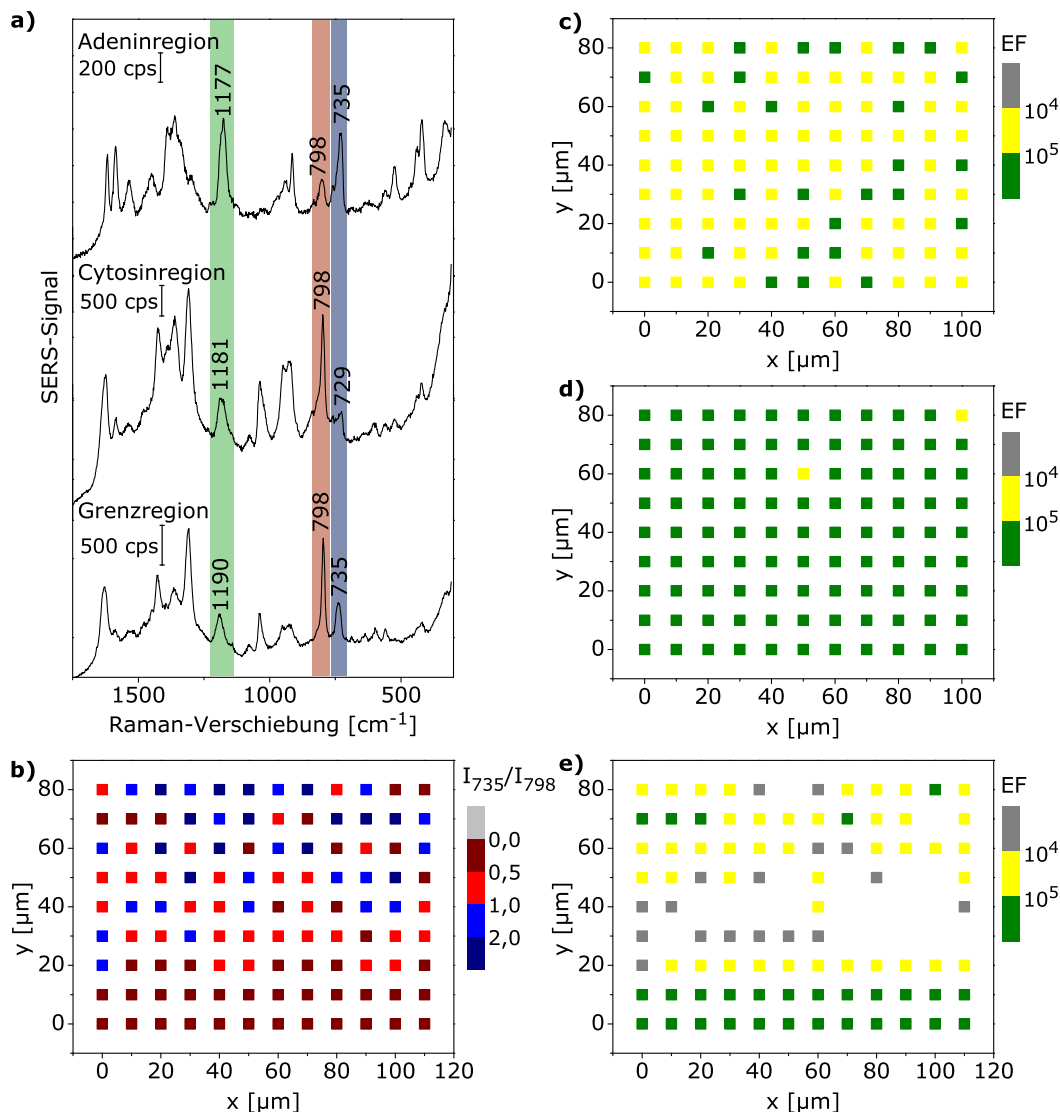 a)
Adeninregion
200 cps
1177
798
735
Cytosinregion
500 cps
1181
798
729
Grenzregion
500 cps
1190
798
735
SERS-Signal
1500 1000 500
Raman-Verschiebung [cm-1]
b)
I735/I798
0,0
0,5
1,0
2,0
80
60
40
20
0
y [µm]
0 20 40 60 80 100 120
x [µm]
c)
EF
10⁴
10⁵
80
60
40
20
0
y [µm]
0 20 40 60 80 100
x [µm]
d)
EF
10⁴
10⁵
80
60
40
20
0
y [µm]
0 20 40 60 80 100
x [µm]
e)
EF
10⁴
10⁵
80
60
40
20
0
y [µm]
0 20 40 60 80 100 120
x [µm]